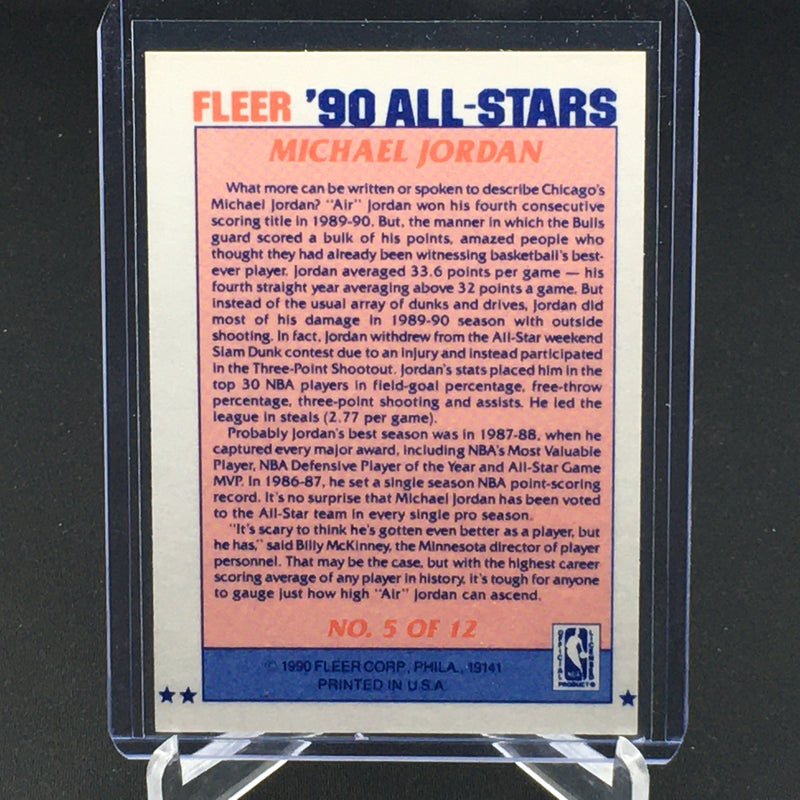 FLEER '90 ALL-STARS
MICHAEL JORDAN
What more can be written or spoken to describe Chicago's
Michael Jordan? "Air" Jordan won his fourth consecutive
scoring title in 1989-90. But, the manner in which the Bulls
guard scored a bulk of his points, amazed people who
thought they had already been witnessing basketball's best-
ever player. Jordan averaged 33.6 points per game — his
fourth straight year averaging above 32 points a game. But
instead of the usual array of dunks and drives, Jordan did
most of his damage in 1989-90 season with outside
shooting. In fact, Jordan withdrew from the All-Star weekend
Slam Dunk contest due to an injury and instead participated
in the Three-Point Shootout. Jordan's stats placed him in the
top 30 NBA players in field-goal percentage, free-throw
percentage, three-point shooting and assists. He led the
league in steals (2.77 per game).
Probably Jordan's best season was in 1987-88, when he
captured every major award, including NBA's Most Valuable
Player, NBA Defensive Player of the Year and All-Star Game
MVP. In 1986-87, he set a single season NBA point-scoring
record. It's no surprise that Michael Jordan has been voted
to the All-Star team in every single pro season.
"It's scary to think he's gotten even better as a player, but
he has," said Billy McKinney, the Minnesota director of player
personnel. That may be the case, but with the highest career
scoring average of any player in history, it's tough for anyone
to gauge just how high "Air" Jordan can ascend.
NO. 5 OF 12
© 1990 FLEER CORP., PHILA., 19141
PRINTED IN U.S.A.
OFFICIAL
LICENSED
NBA
PRODUCT ®